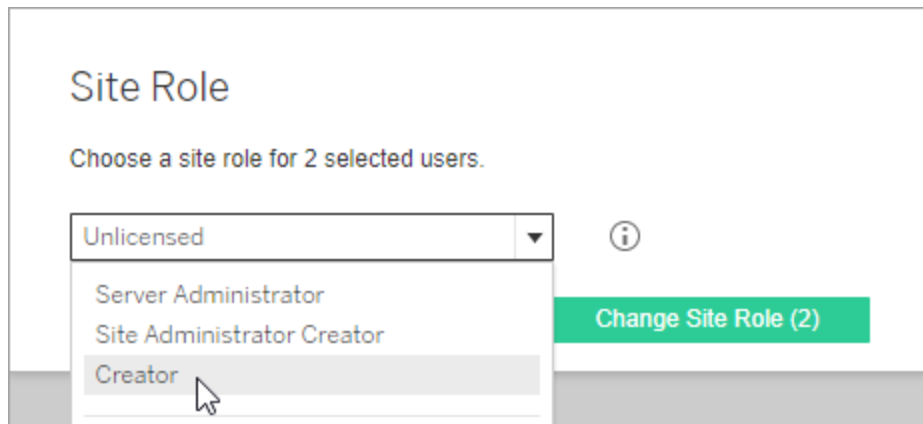 Site Role
Choose a site role for 2 selected users.
Unlicensed
Server Administrator
Site Administrator Creator
Change Site Role (2)
Creator